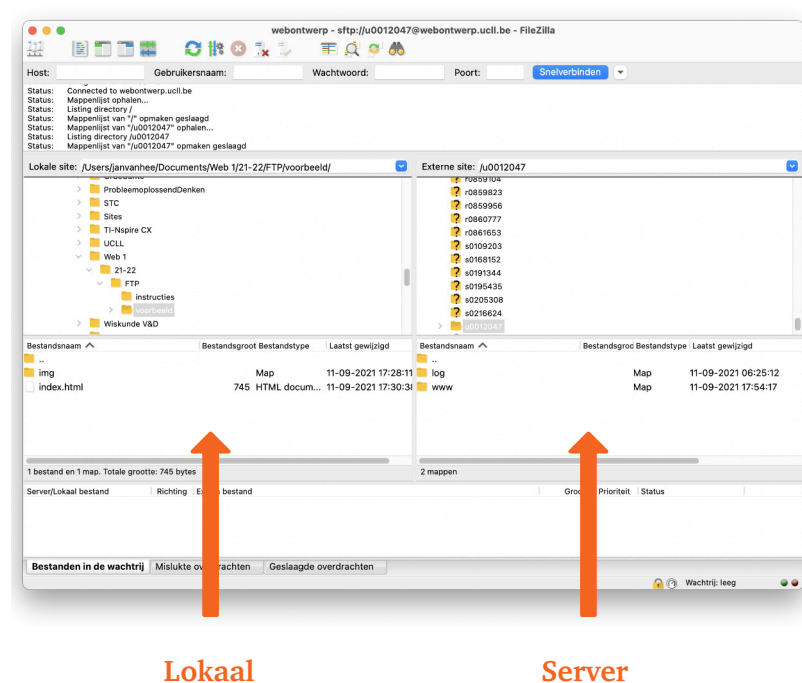 webontwerp - sftp://u0012047@webontwerp.ucll.be - FileZilla
Host: Gebruikersnaam: Wachtwoord: Poort: Snelverbinden
Status: Connected to webontwerp.ucll.be
Status: Mappenlijst ophalen...
Status: Listing directory /
Status: Mappenlijst van "/" opmaken geslaagd
Status: Mappenlijst van "/u0012047" ophalen...
Status: Listing directory /u0012047
Status: Mappenlijst van "/u0012047" opmaken geslaagd
Lokale site: /Users/janvanhee/Documents/Web 1/21-22/FTP/voorbeeld/
ProbleemoplossendDenken
STC
Sites
TI-Nspire CX
UCLL
Web 1
21-22
FTP
instructies
voorbeeld
Wiskunde V&D
Externe site: /u0012047
r0859104
r0859823
r0859956
r0860777
r0861653
s0109203
s0168152
s0191344
s0195435
s0205308
s0216624
u0012047
Bestandsnaam Bestandsgroot Bestandstype Laatst gewijzigd
..
img Map 11-09-2021 17:28:11
index.html 745 HTML docum... 11-09-2021 17:30:38
1 bestand en 1 map. Totale grootte: 745 bytes
Bestandsnaam Bestandsgroo Bestandstype Laatst gewijzigd
..
log Map 11-09-2021 06:25:12
www Map 11-09-2021 17:54:17
2 mappen
Server/Lokaal bestand Richting bestand Prioriteit Status
Bestanden in de wachtrij Mislukte overdrachten Geslaagde overdrachten
Wachtrij: leeg
Lokaal Server